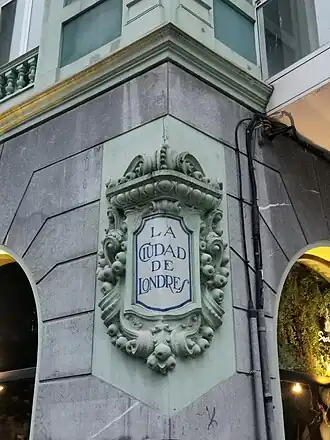 LA
CIUDAD
DE
LONDRES